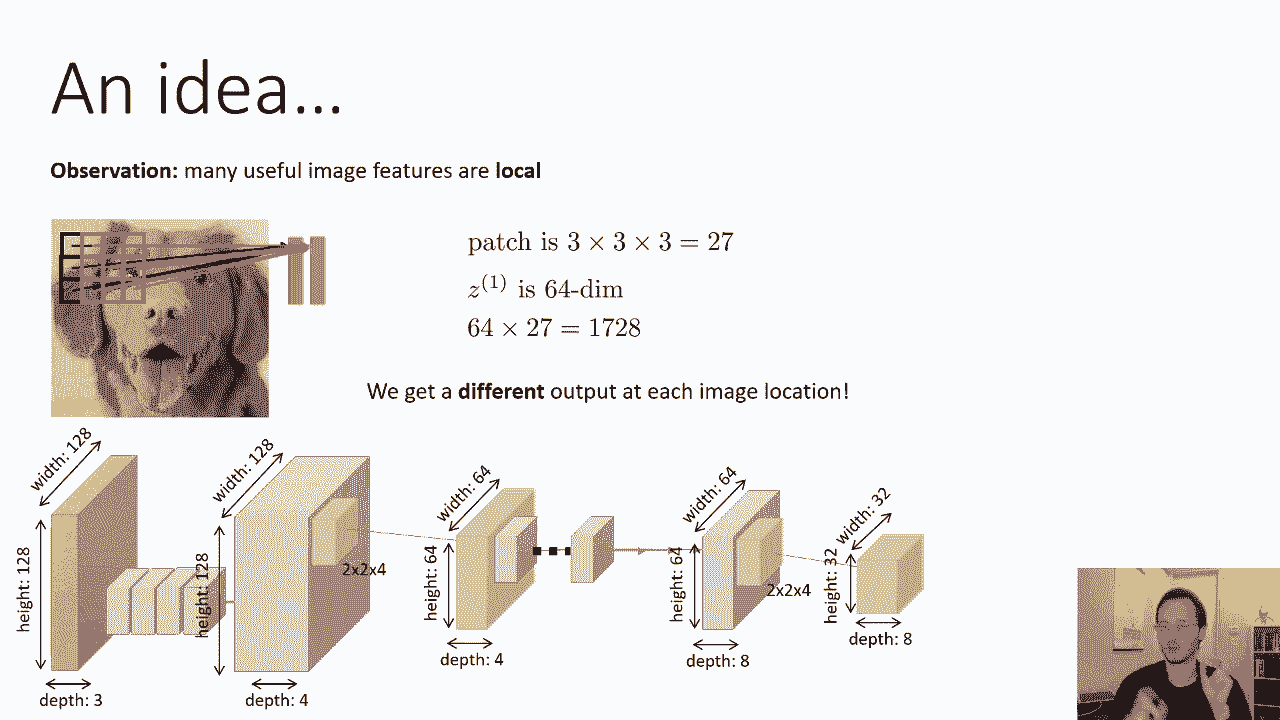 An idea...
Observation: many useful image features are local
patch is 3 × 3 × 3 = 27
z^(1) is 64-dim
64 × 27 = 1728
We get a different output at each image location!
width: 128
height: 128
depth: 3
width: 128
height: 128
depth: 4
2x2x4
width: 64
height: 64
depth: 4
width: 64
height: 64
depth: 8
2x2x4
width: 32
height: 32
depth: 8